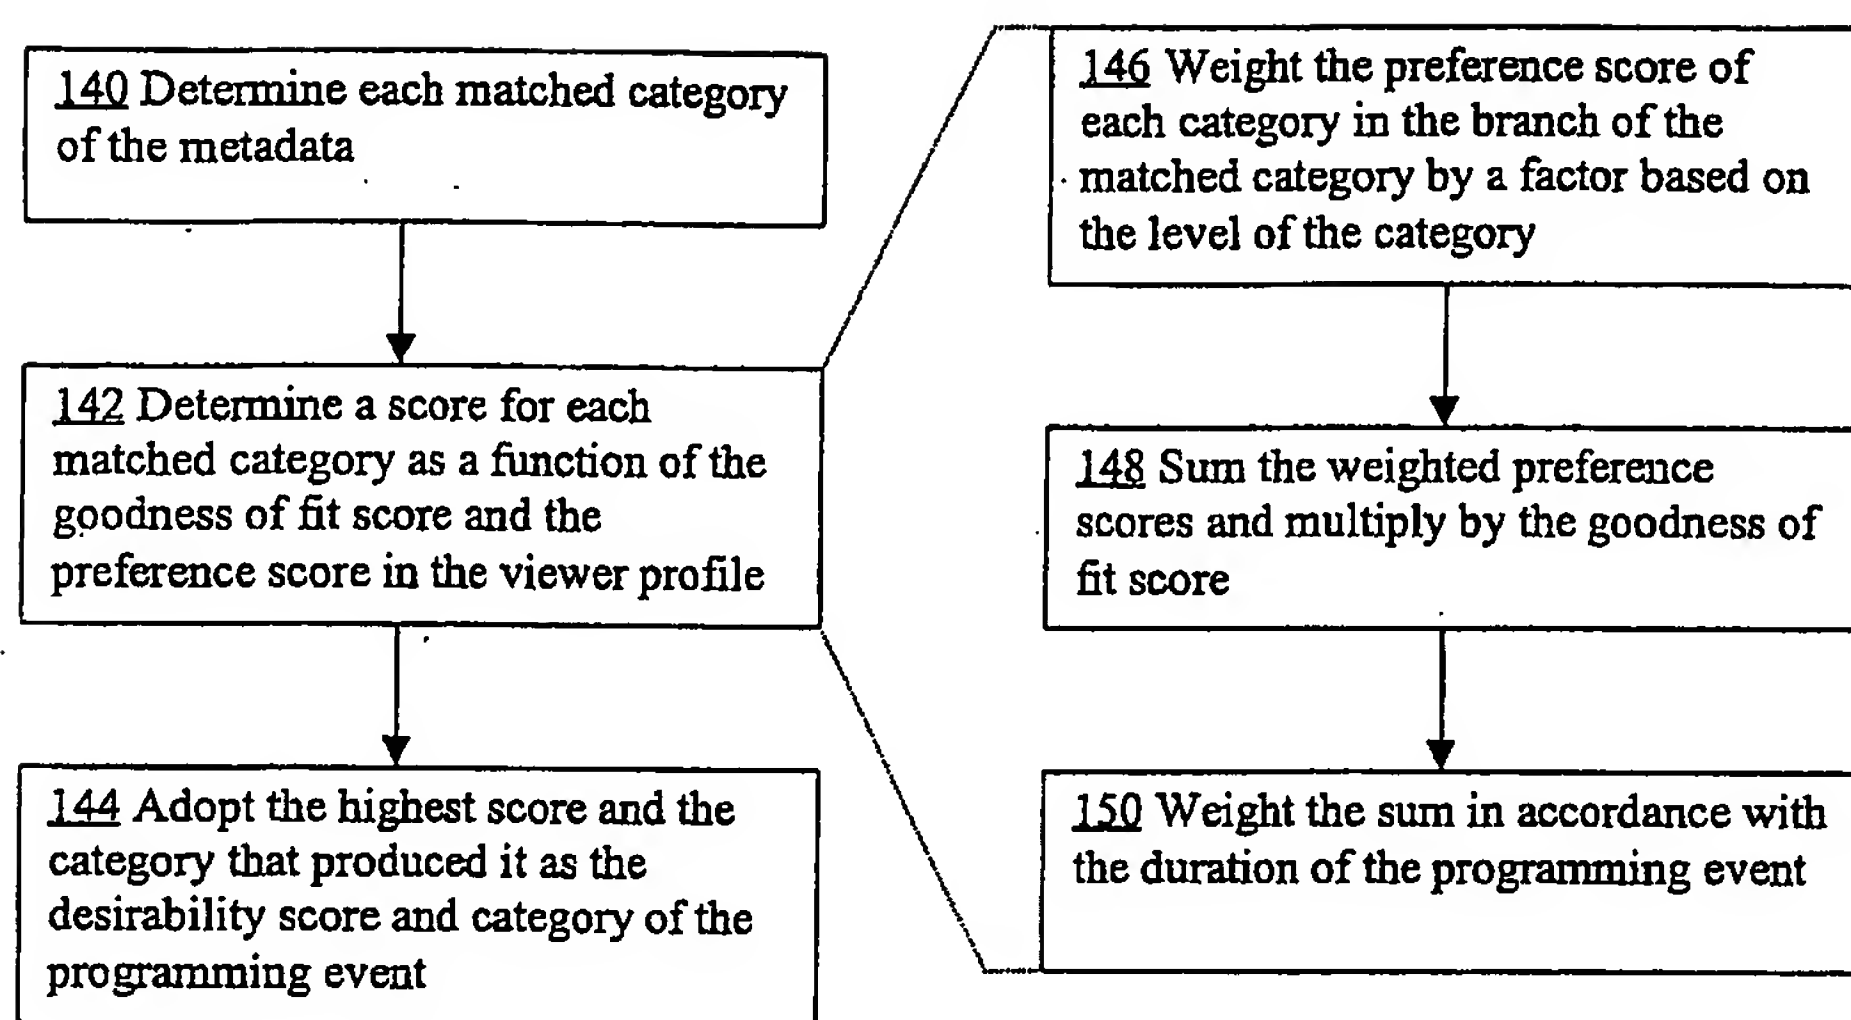 140 Determine each matched category
of the metadata
142 Determine a score for each
matched category as a function of the
goodness of fit score and the
preference score in the viewer profile
144 Adopt the highest score and the
category that produced it as the
desirability score and category of the
programming event
146 Weight the preference score of
each category in the branch of the
matched category by a factor based on
the level of the category
148 Sum the weighted preference
scores and multiply by the goodness of
fit score
150 Weight the sum in accordance with
the duration of the programming event